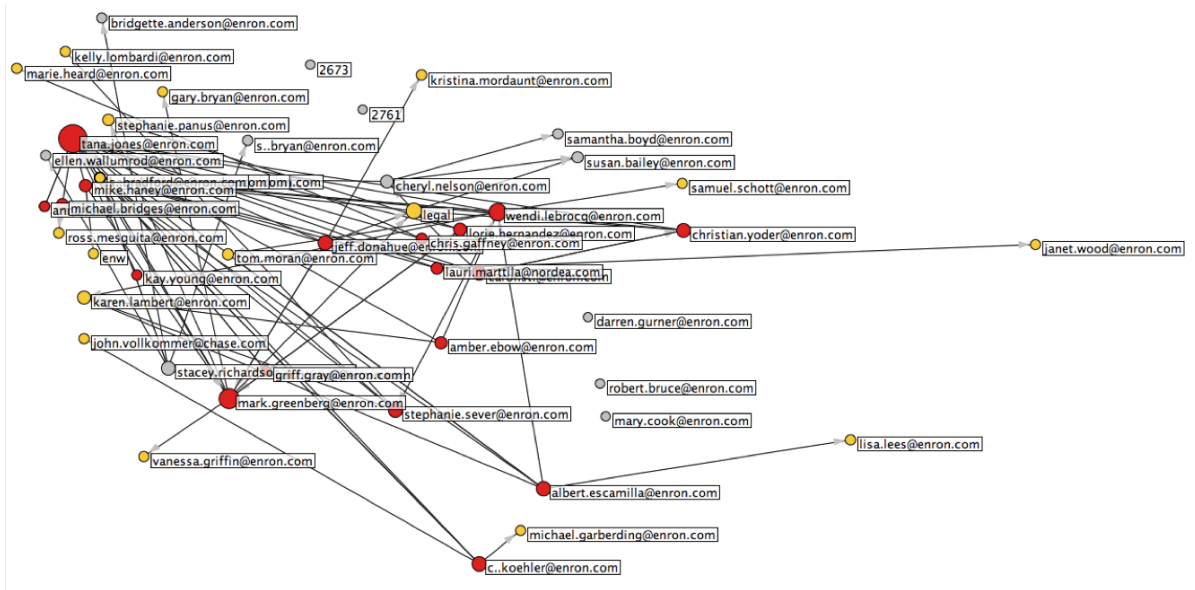 bridgette.anderson@enron.com
kelly.lombardi@enron.com
marie.heard@enron.com
2673
kristina.mordaunt@enron.com
gary.bryan@enron.com
2761
stephanie.panus@enron.com
tana.jones@enron.com
s..bryan@enron.com
samantha.boyd@enron.com
ellen.wallumrod@enron.com
susan.bailey@enron.com
mike.haney@enron.com
cheryl.nelson@enron.com
samuel.schott@enron.com
michael.bridges@enron.com
legal
wendi.lebrocq@enron.com
ross.mesquita@enron.com
lorie.hernandez@enron.com
christian.yoder@enron.com
chris.gaffney@enron.com
janet.wood@enron.com
enw
tom.moran@enron.com
kay.young@enron.com
lauri.marttila@nordea.com
karen.lambert@enron.com
darren.gurner@enron.com
john.vollkommer@chase.com
amber.ebow@enron.com
griff.gray@enron.com
robert.bruce@enron.com
mark.greenberg@enron.com
stephanie.sever@enron.com
mary.cook@enron.com
lisa.lees@enron.com
vanessa.griffin@enron.com
albert.escamilla@enron.com
michael.garberding@enron.com
c..koehler@enron.com